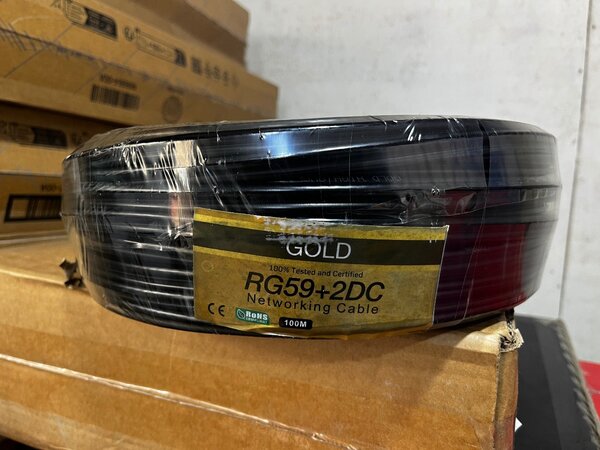 GOLD
100% Tested and Certified
RG59+2DC
Networking Cable
CE
RoHS
100M